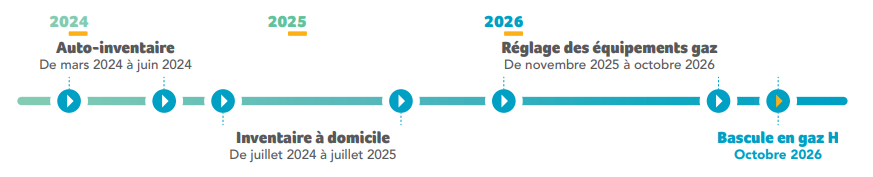 2024
2025
2026
Auto-inventaire
De mars 2024 à juin 2024
Réglage des équipements gaz
De novembre 2025 à octobre 2026
Inventaire à domicile
De juillet 2024 à juillet 2025
Bascule en gaz H
Octobre 2026